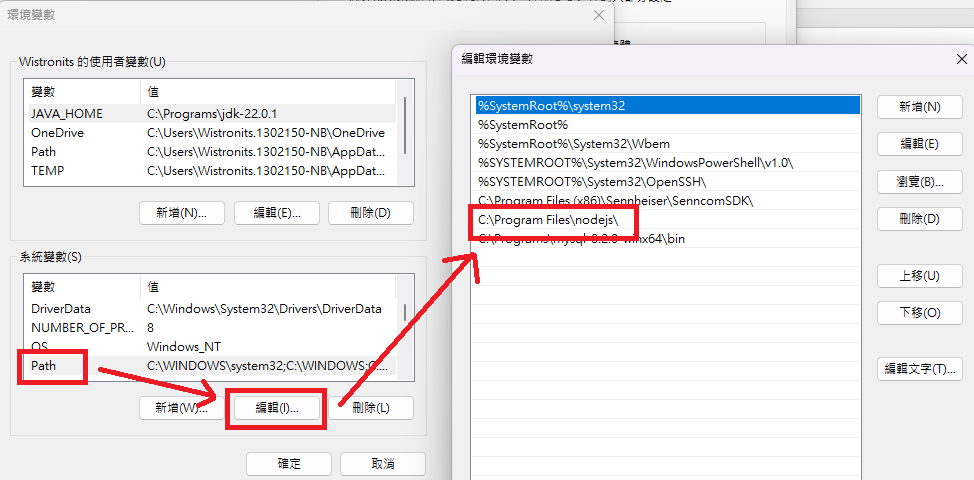 環境變數
Wistronits 的使用者變數(U)
變數 值
JAVA_HOME C:\Programs\jdk-22.0.1
OneDrive C:\Users\Wistronits.1302150-NB\OneDrive
Path C:\Users\Wistronits.1302150-NB\AppDat...
TEMP C:\Users\Wistronits.1302150-NB\AppDat...
新增(N)... 編輯(E)... 刪除(D)
系統變數(S)
變數 值
DriverData C:\Windows\System32\Drivers\DriverData
NUMBER_OF_PR... 8
OS Windows_NT
Path C:\WINDOWS\system32;C:\WINDOWS;C:...
新增(W)... 編輯(I)... 刪除(L)
確定 取消
編輯環境變數
%SystemRoot%\system32
%SystemRoot%
%SystemRoot%\System32\Wbem
%SYSTEMROOT%\System32\WindowsPowerShell\v1.0\
%SYSTEMROOT%\System32\OpenSSH\
C:\Program Files (x86)\Sennheiser\SenncomSDK\
C:\Program Files\nodejs\
C:\Programs\mysql-8.2.0-winx64\bin
新增(N)
編輯(E)
瀏覽(B)...
刪除(D)
上移(U)
下移(O)
編輯文字(T)...